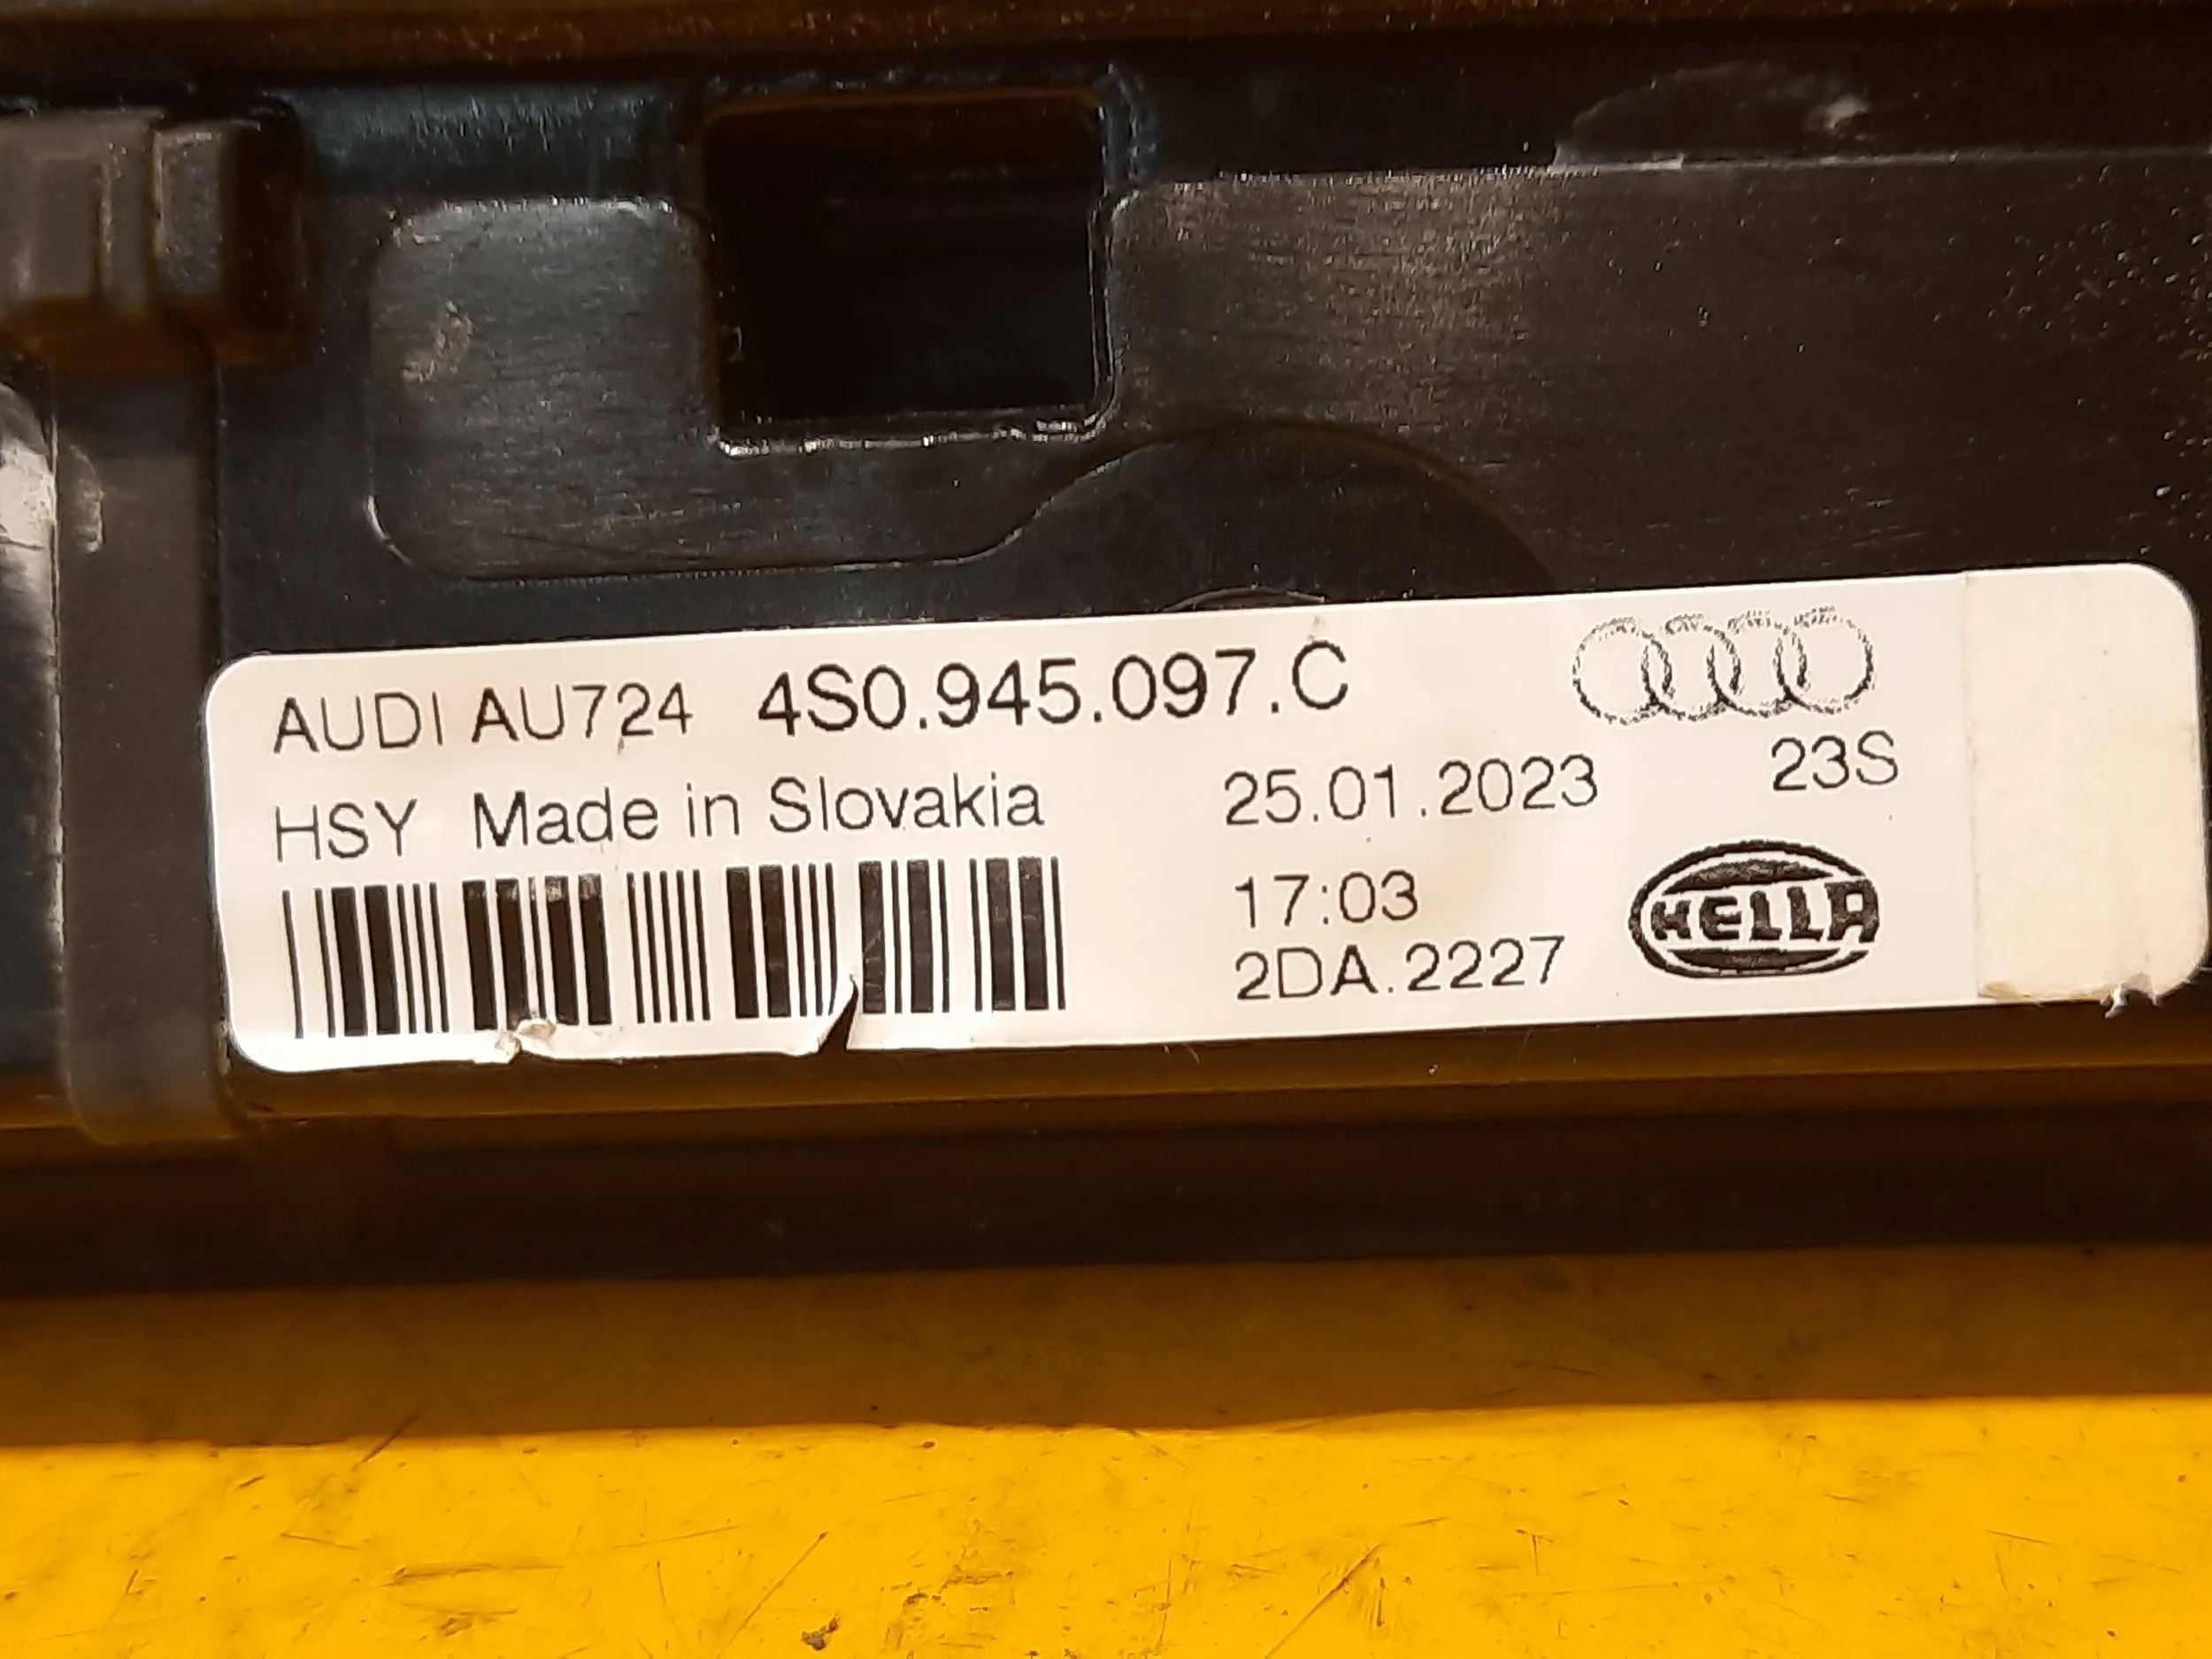 AUDI AU724 4S0.945.097.C
HSY Made in Slovakia 25.01.2023 23S
17:03
2DA.2227
HELLA